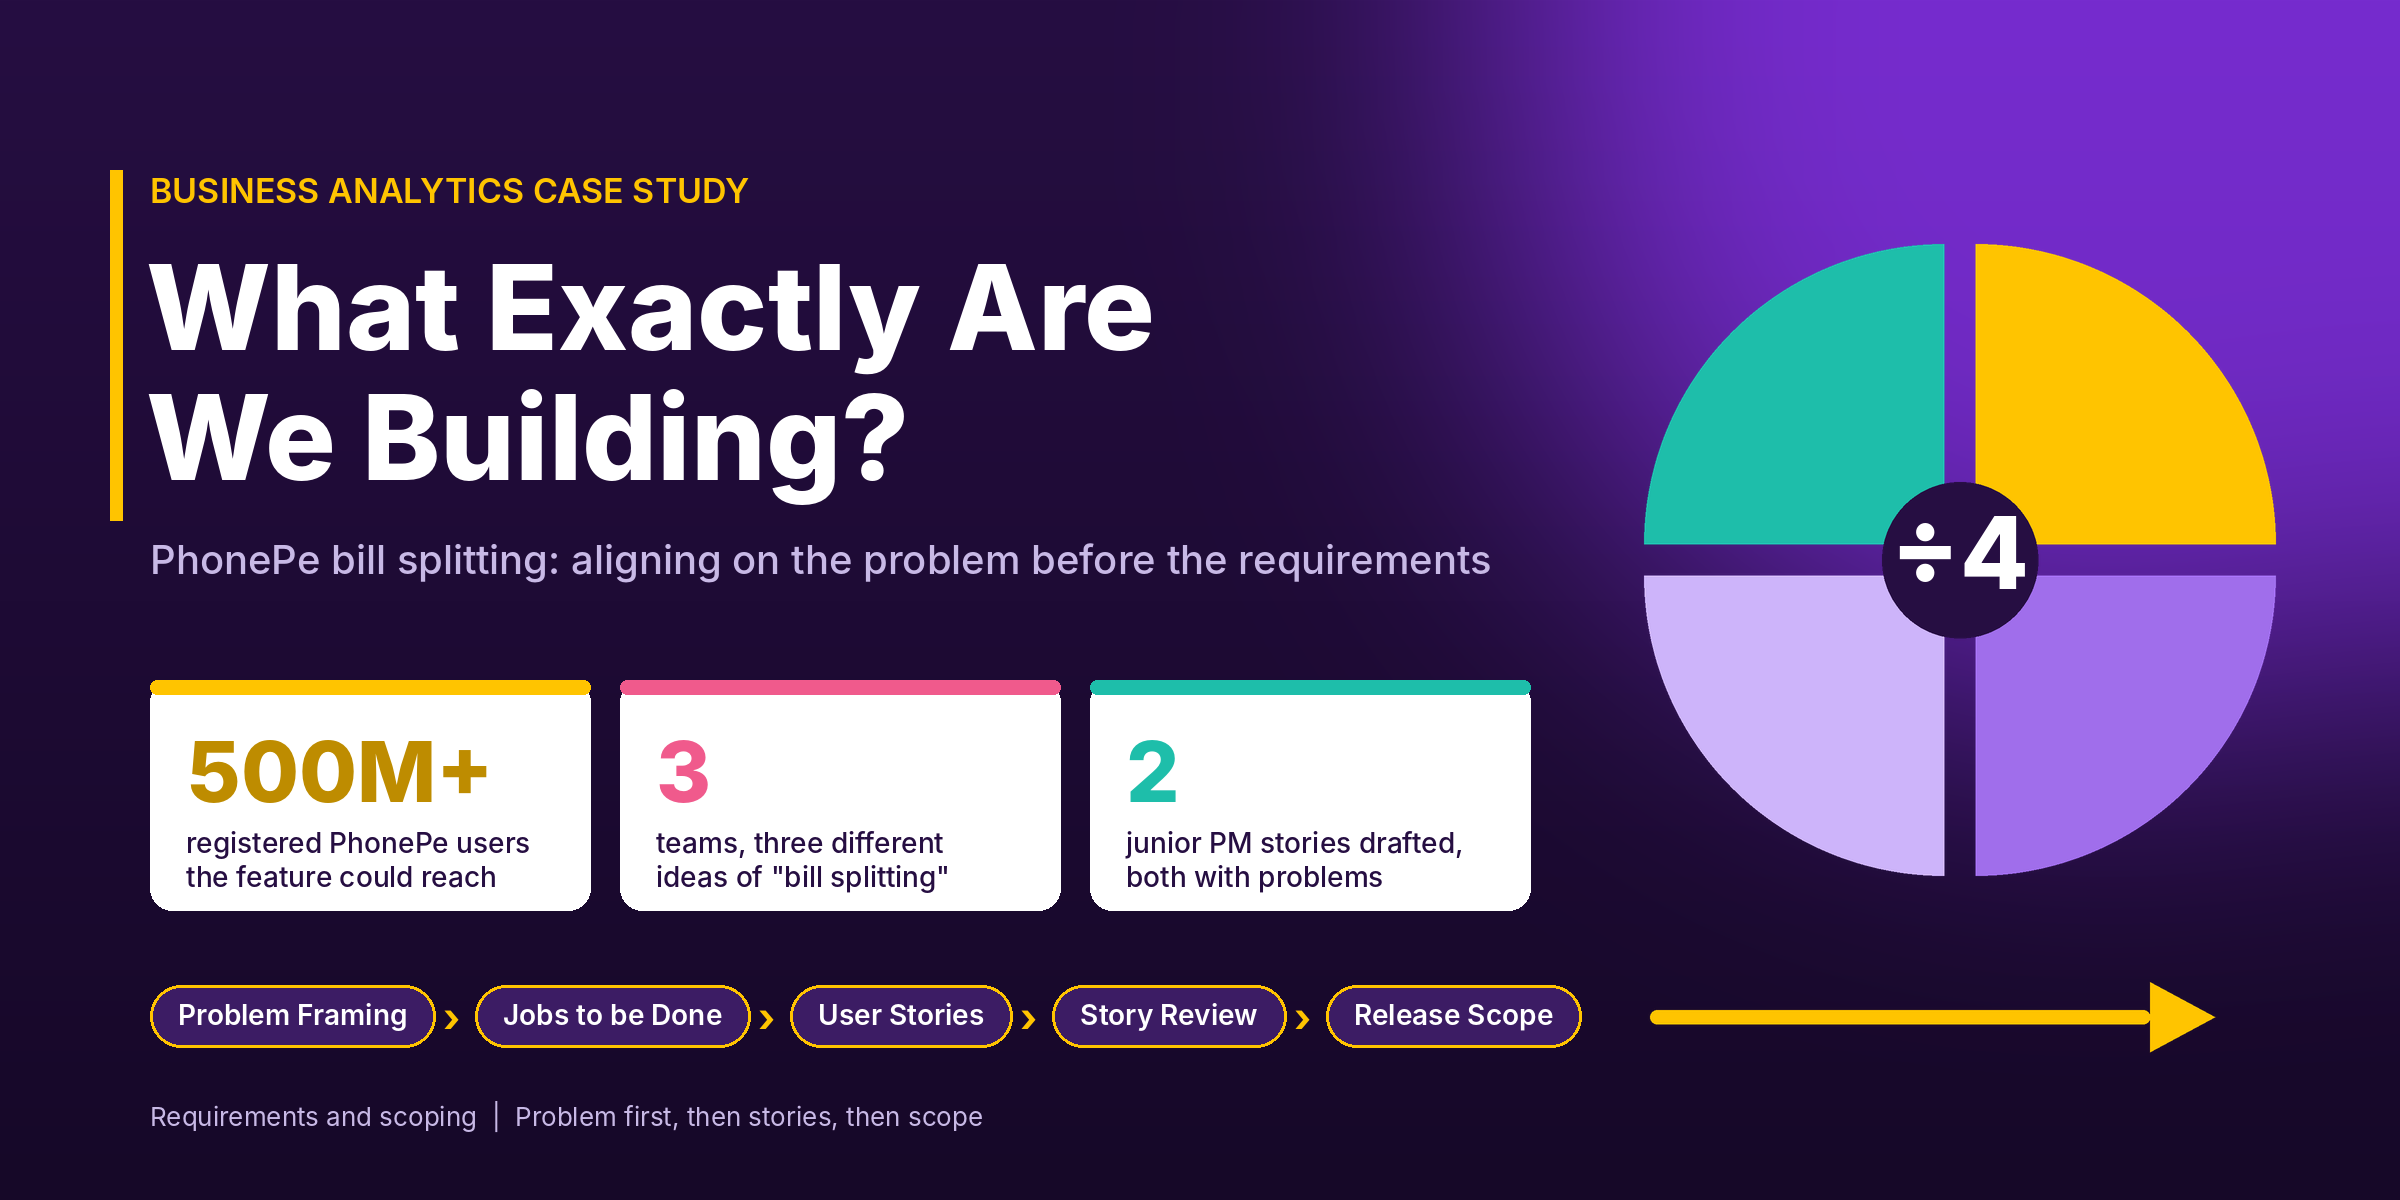 BUSINESS ANALYTICS CASE STUDY
What Exactly Are
We Building?
PhonePe bill splitting: aligning on the problem before the requirements
÷4
500M+
registered PhonePe users
the feature could reach
3
teams, three different
ideas of "bill splitting"
2
junior PM stories drafted,
both with problems
Problem Framing › Jobs to be Done › User Stories › Story Review › Release Scope
Requirements and scoping | Problem first, then stories, then scope